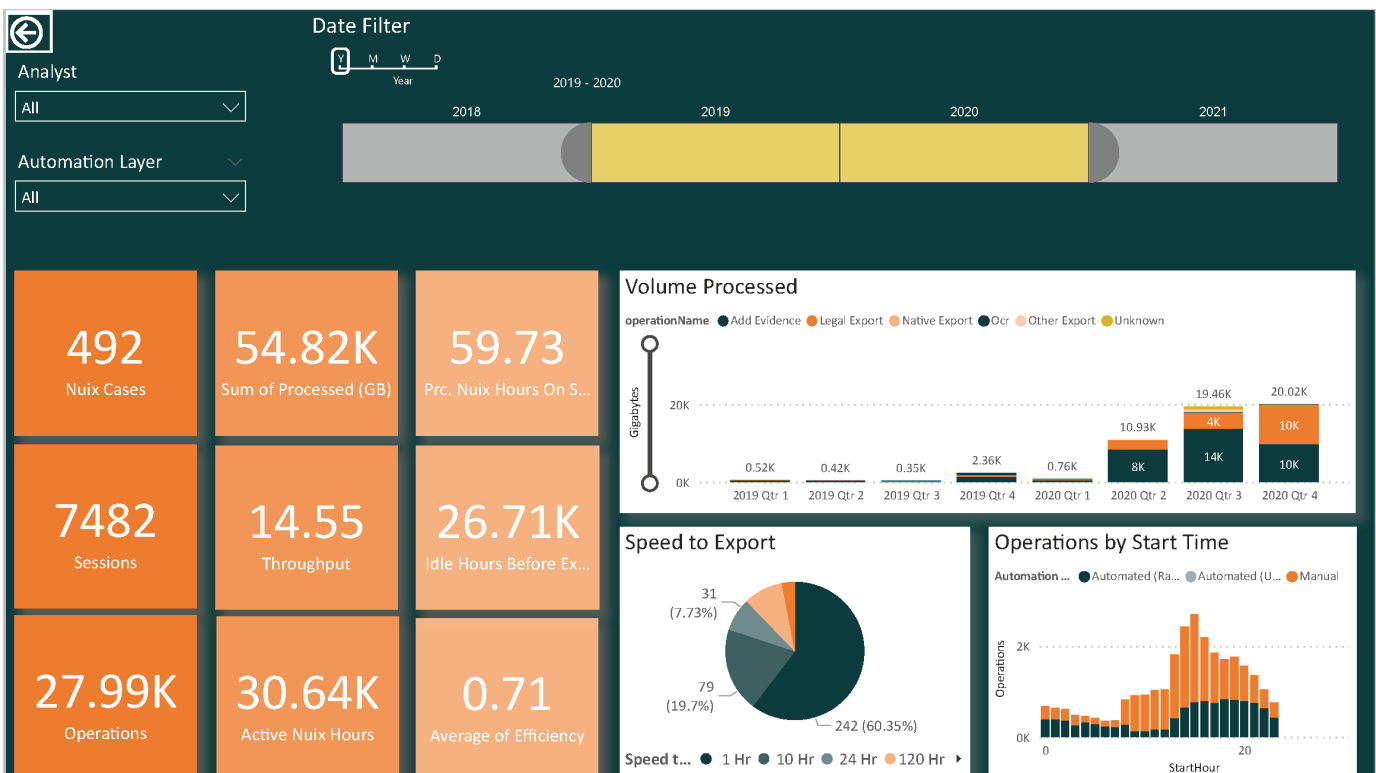 Date Filter
Y M W D
Year
Analyst
All
2019 - 2020
2018 2019 2020 2021
Automation Layer
All
492
Nuix Cases
54.82K
Sum of Processed (GB)
59.73
Prc. Nuix Hours On S...
7482
Sessions
14.55
Throughput
26.71K
Idle Hours Before Ex...
27.99K
Operations
30.64K
Active Nuix Hours
0.71
Average of Efficiency
Volume Processed
operationName Add Evidence Legal Export Native Export Ocr Other Export Unknown
Gigabytes
20K
0K
0.52K 0.42K 0.35K 2.36K 0.76K 10.93K 19.46K 20.02K
8K
4K
14K
10K
10K
2019 Qtr 1 2019 Qtr 2 2019 Qtr 3 2019 Qtr 4 2020 Qtr 1 2020 Qtr 2 2020 Qtr 3 2020 Qtr 4
Speed to Export
31
(7.73%)
79
(19.7%)
242 (60.35%)
Speed t... 1 Hr 10 Hr 24 Hr 120 Hr
Operations by Start Time
Automation ... Automated (Ra... Automated (U... Manual
Operations
2K
0K
0 20
StartHour